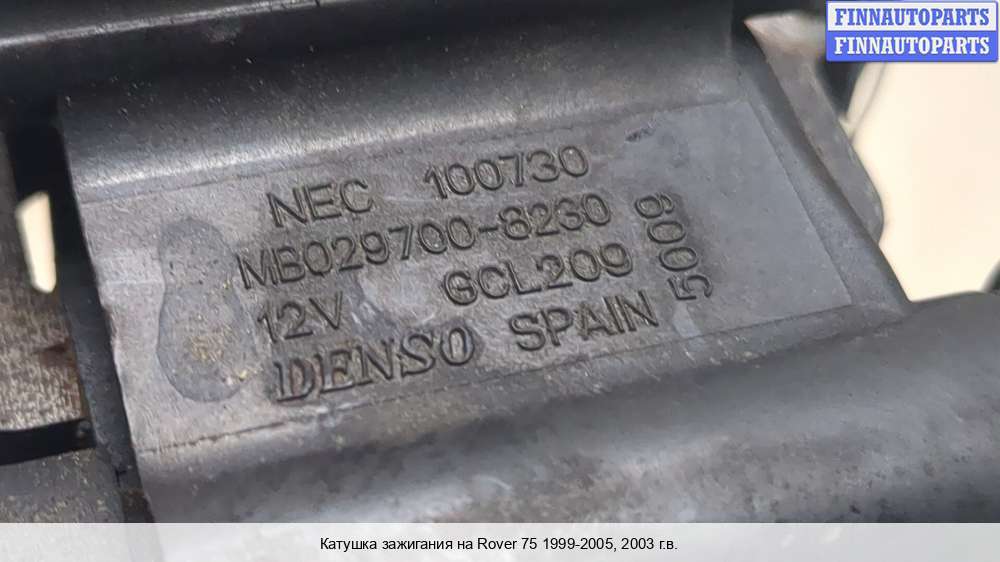 FINNAUTOPARTS
FINNAUTOPARTS
NEC 100730
MB029700-8230
12V GCL209
DENSO SPAIN
5009
Катушка зажигания на Rover 75 1999-2005, 2003 г.в.